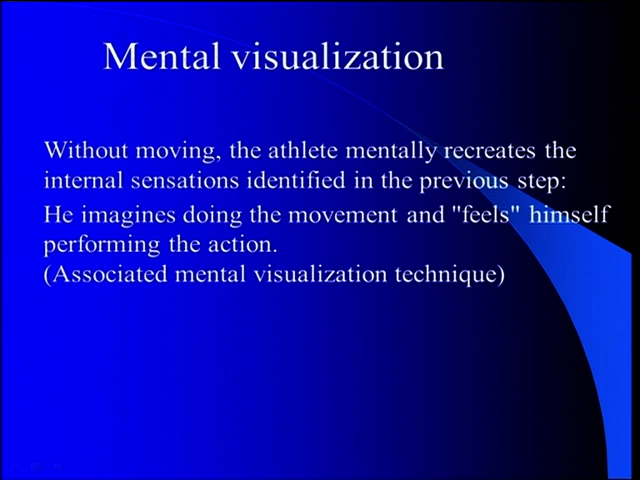 Mental visualization
Without moving, the athlete mentally recreates the
internal sensations identified in the previous step:
He imagines doing the movement and "feels" himself
performing the action.
(Associated mental visualization technique)